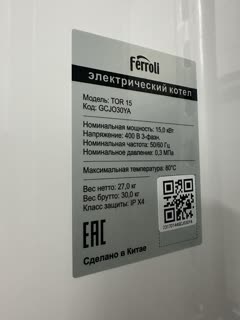 Ferroli
электрический котел
Модель: TOR 15
Код: GCJO30YA
Номинальная мощность: 15,0 кВт
Напряжение: 400 В 3-фазн.
Номинальная частота: 50/60 Гц
Номинальное давление: 0,3 МПа
Максимальная температура: 80°C
Вес нетто: 27,0 кг
Вес брутто: 30,0 кг
Класс защиты: IP X4
EAC
Сделано в Китае